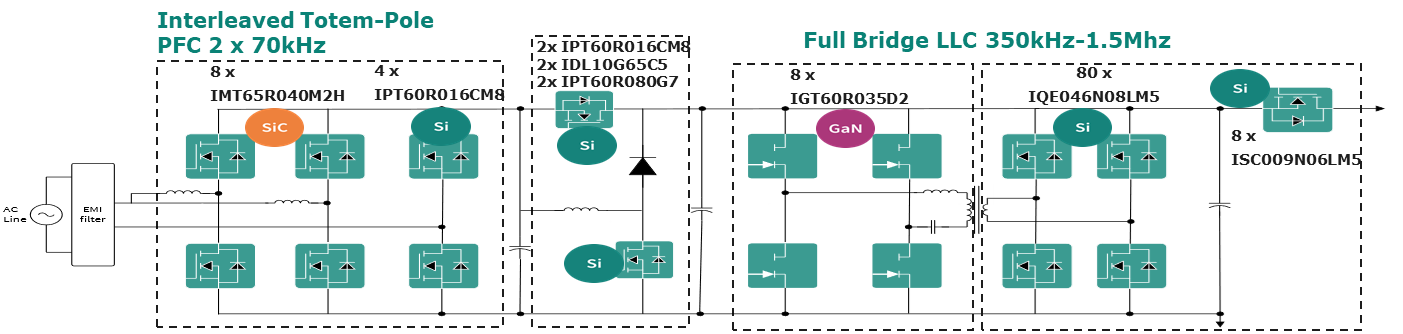 Interleaved Totem-Pole
PFC 2 x 70kHz
8 x
IMT65R040M2H
4 x
IPT60R016CM8
SiC
Si
AC
Line
EMI
filter
2x IPT60R016CM8
2x IDL10G65C5
2x IPT60R080G7
Si
Si
Full Bridge LLC 350kHz-1.5Mhz
8 x
IGT60R035D2
GaN
80 x
IQE046N08LM5
Si
Si
8 x
ISC009N06LM5